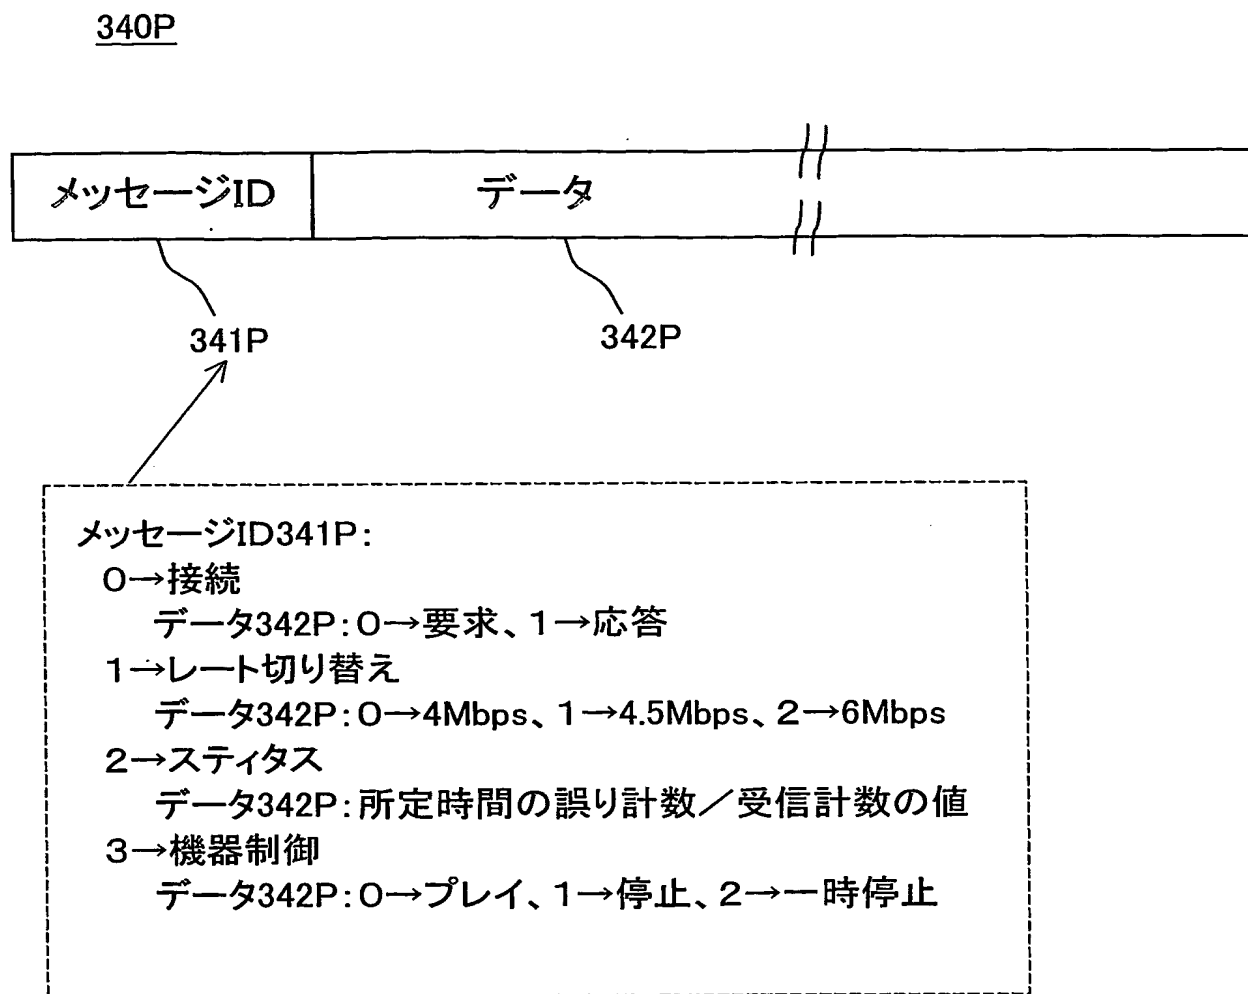 340P
メッセージID データ
341P 342P
メッセージID341P:
0→接続
データ342P:0→要求、1→応答
1→レート切り替え
データ342P:0→4Mbps、1→4.5Mbps、2→6Mbps
2→スティタス
データ342P:所定時間の誤り計数/受信計数の値
3→機器制御
データ342P:0→プレイ、1→停止、2→一時停止